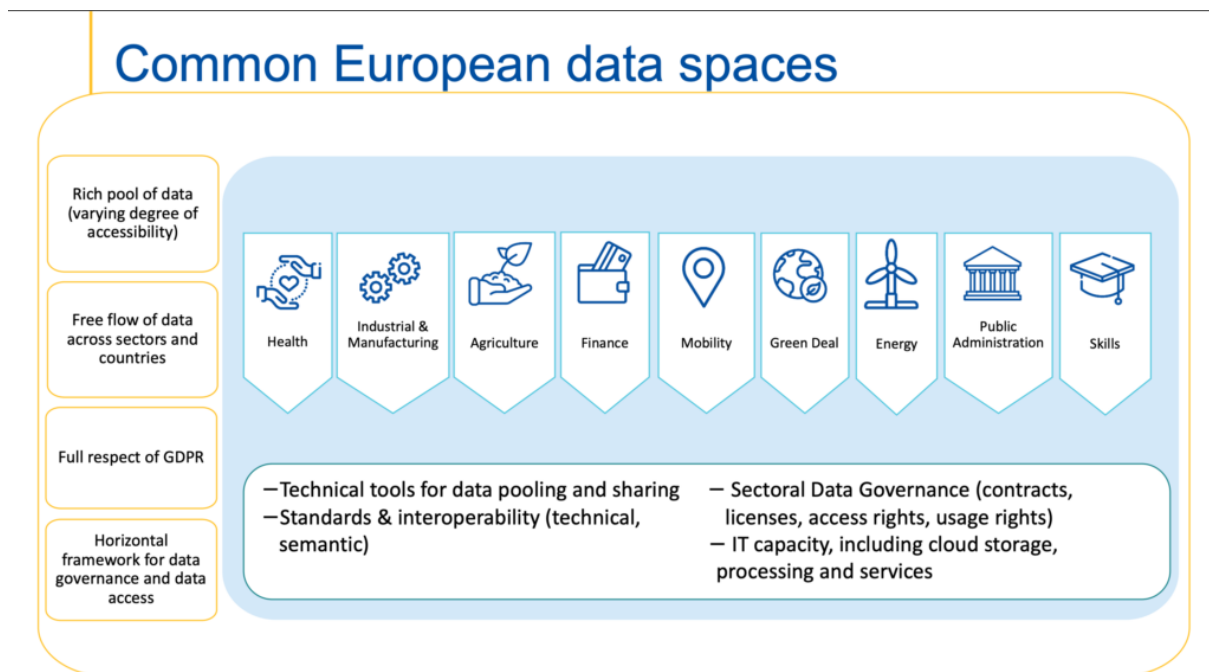 Common European data spaces
Rich pool of data
(varying degree of
accessibility)
Free flow of data
across sectors and
countries
Full respect of GDPR
Horizontal
framework for data
governance and data
access
Health
Industrial &
Manufacturing
Agriculture
Finance
Mobility
Green Deal
Energy
Public
Administration
Skills
—Technical tools for data pooling and sharing
—Standards & interoperability (technical,
semantic)
— Sectoral Data Governance (contracts,
licenses, access rights, usage rights)
— IT capacity, including cloud storage,
processing and services